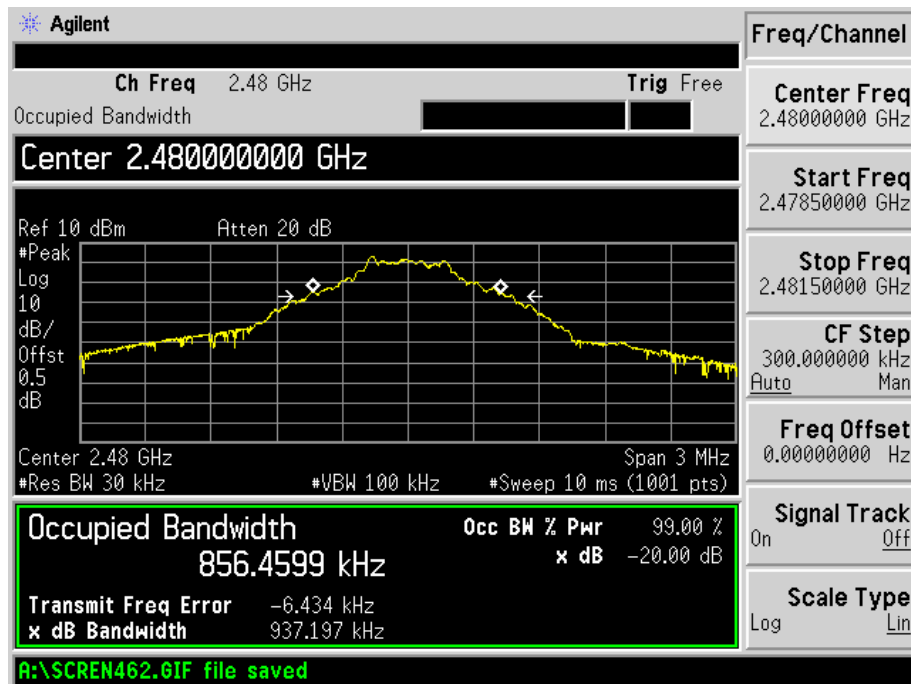 Agilent
Freq/Channel
Ch Freq 2.48 GHz Trig Free
Occupied Bandwidth
Center 2.480000000 GHz
Ref 10 dBm Atten 20 dB
#Peak
Log
10
dB/
Offst
0.5
dB
Center 2.48 GHz Span 3 MHz
#Res BW 30 kHz #VBW 100 kHz #Sweep 10 ms (1001 pts)
Occupied Bandwidth
856.4599 kHz
Occ BW % Pwr 99.00 %
x dB -20.00 dB
Transmit Freq Error -6.434 kHz
x dB Bandwidth 937.197 kHz
A:\SCREN462.GIF file saved
Center Freq
2.48000000 GHz
Start Freq
2.47850000 GHz
Stop Freq
2.48150000 GHz
CF Step
300.000000 kHz
Auto Man
Freq Offset
0.00000000 Hz
Signal Track
On Off
Scale Type
Log Lin